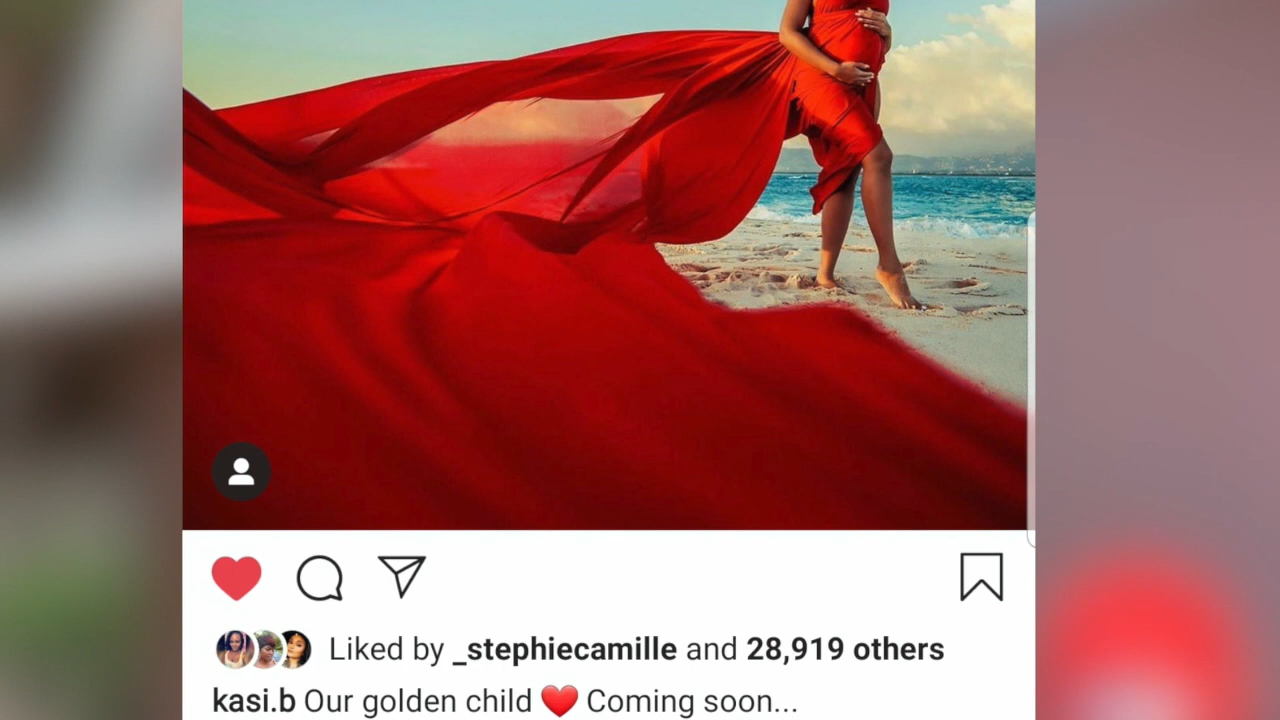 Liked by _stephiecamille and 28,919 others
kasi.b Our golden child ❤️ Coming soon...